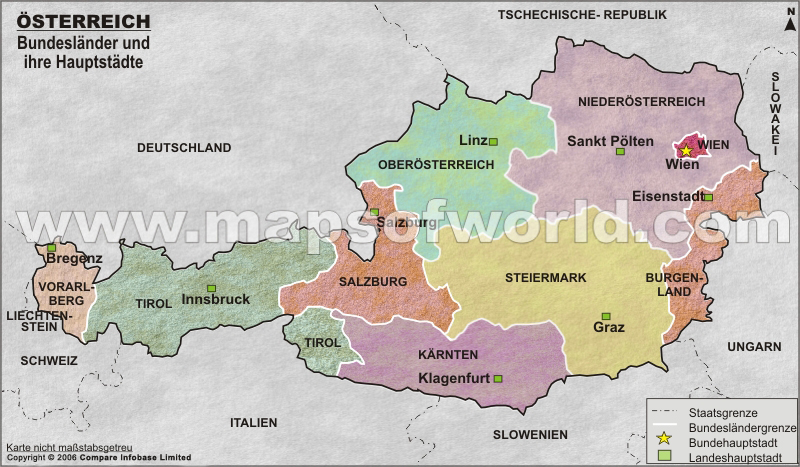 ÖSTERREICH
Bundesländer und
ihre Hauptstädte
TSCHECHISCHE- REPUBLIK
N
SLOWAKEI
DEUTSCHLAND
NIEDERÖSTERREICH
Linz
Sankt Pölten
WIEN
Wien
OBERÖSTERREICH
Eisenstadt
Salzburg
www.mapsofworld.com
Bregenz
VORARL-
BERG
TIROL
Innsbruck
SALZBURG
STEIERMARK
BURGEN-
LAND
LIECHTEN-
STEIN
Graz
TIROL
KÄRNTEN
SCHWEIZ
UNGARN
Klagenfurt
ITALIEN
SLOWENIEN
Staatsgrenze
Bundesländergrenze
Bundehauptstadt
Landeshauptstadt
Karte nicht maßstabsgetreu
Copyright © 2006 Compare Infobase Limited